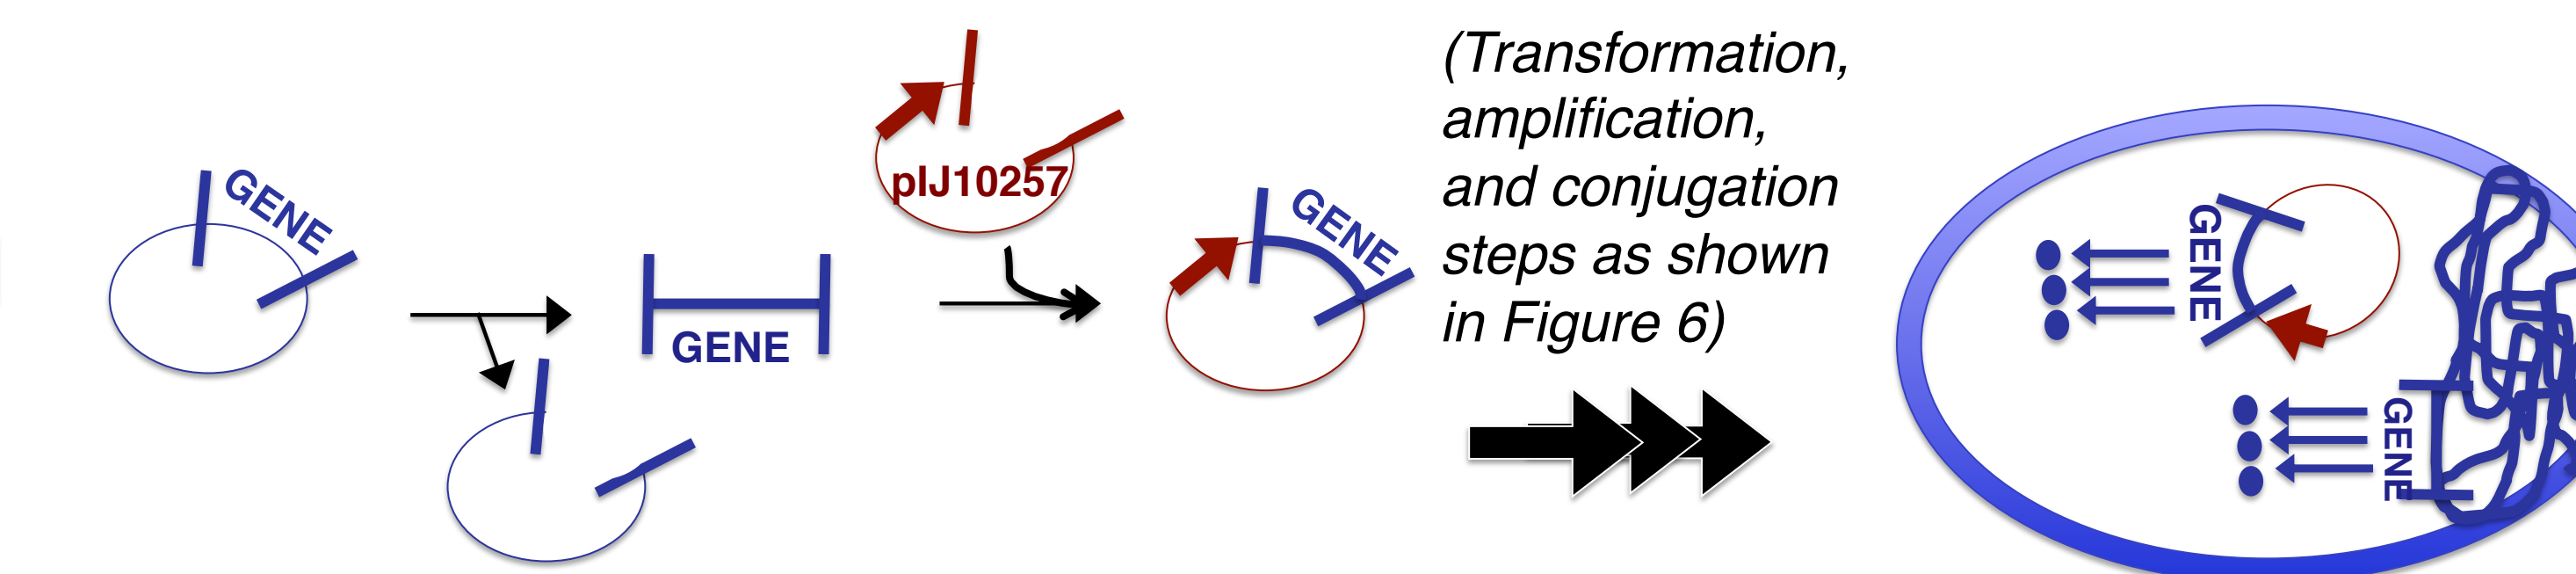 GENE
GENE
pIJ10257
GENE
(Transformation,
amplification,
and conjugation
steps as shown
in Figure 6)
GENE
GENE